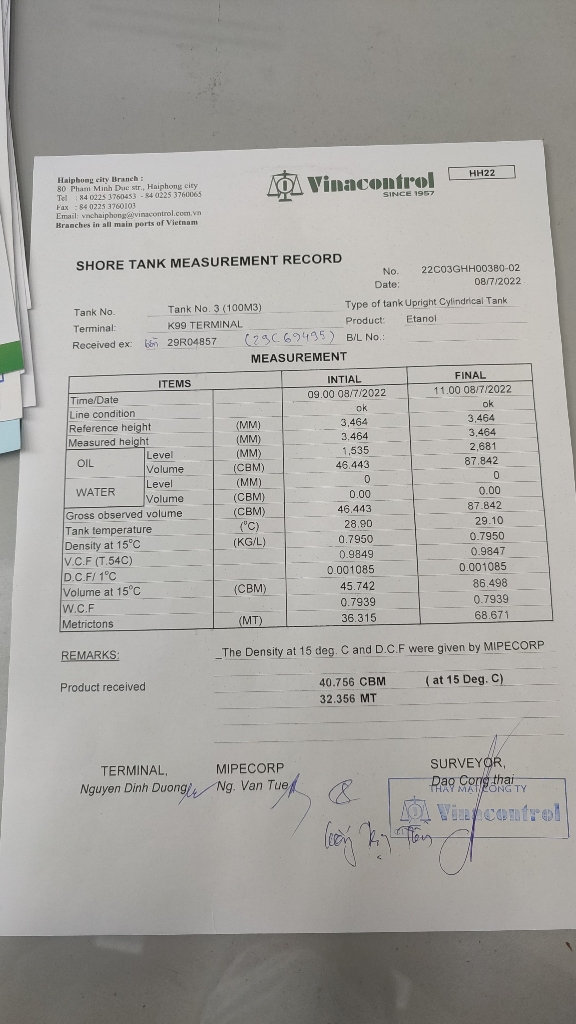 Haiphong city Branch :
80 Pham Minh Duc str., Haiphong city
Tel : 84 0225 3760453 - 84 0225 3760065
Fax : 84 0225 3760103
Email: vnchaiphong@vinacontrol.com.vn
Branches in all main ports of Vietnam
Vinacontrol
SINCE 1957
HH22
SHORE TANK MEASUREMENT RECORD
No. 22C03GHH00380-02
Date: 08/7/2022
Tank No. Tank No. 3 (100M3) Type of tank Upright Cylindrical Tank
Terminal: K99 TERMINAL Product: Etanol
Received ex: 29R04857 (29C69495) B/L No.:
MEASUREMENT
ITEMS INTIAL FINAL
Time/Date 09.00 08/7/2022 11.00 08/7/2022
Line condition ok ok
Reference height (MM) 3,464 3,464
Measured height (MM) 3.464 3,464
OIL Level (MM) 1,535 2,681
Volume (CBM) 46.443 87.842
WATER Level (MM) 0 0
Volume (CBM) 0.00 0.00
Gross observed volume (CBM) 46.443 87.842
Tank temperature (°C) 28.90 29.10
Density at 15°C (KG/L) 0.7950 0.7950
V.C.F (T.54C) 0.9849 0.9847
D.C.F/ 1°C 0.001085 0.001085
Volume at 15°C (CBM) 45.742 86.498
W.C.F 0.7939 0.7939
Metrictons (MT) 36.315 68.671
REMARKS: _The Density at 15 deg. C and D.C.F were given by MIPECORP
Product received 40.756 CBM ( at 15 Deg. C)
32.356 MT
TERMINAL, MIPECORP SURVEYOR,
Nguyen Dinh Duong Ng. Van Tue Dao Cong thai
THAY MẶT CÔNG TY
Vinacontrol